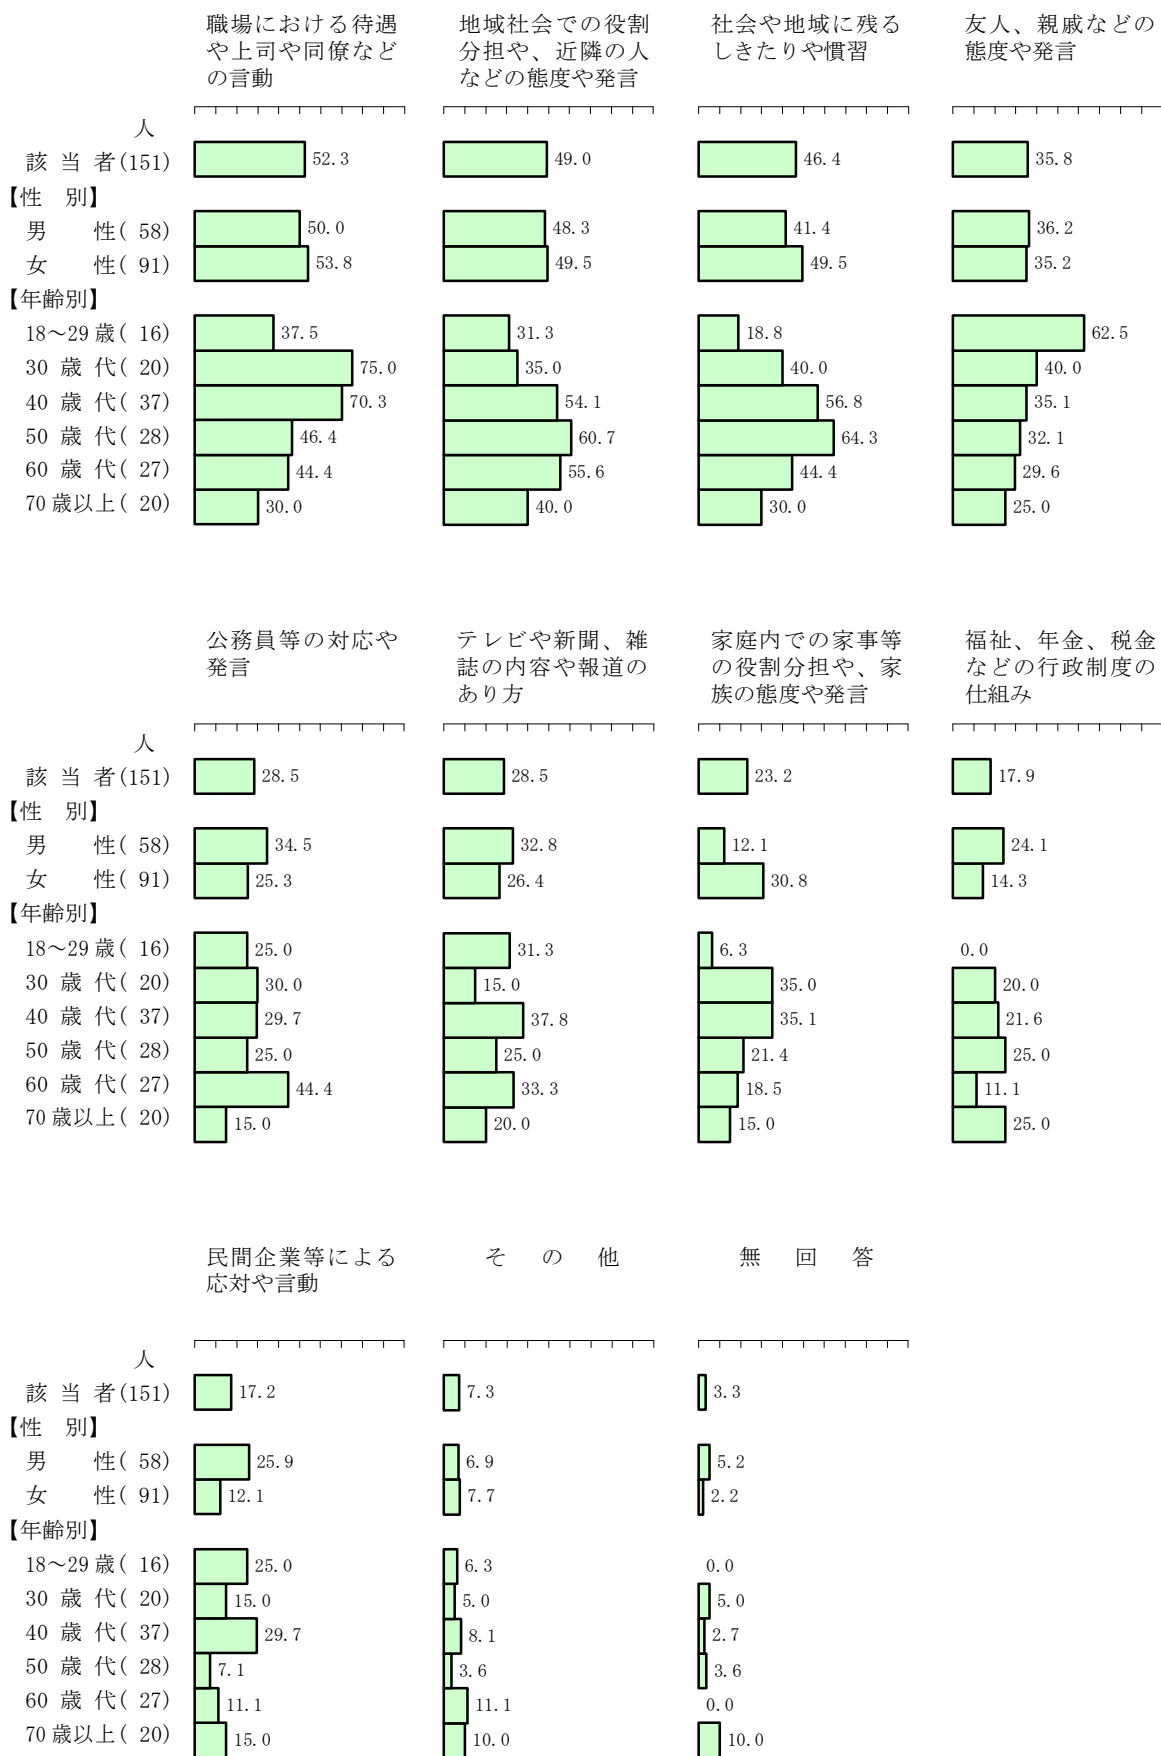 職場における待遇
や上司や同僚など
の言動
地域社会での役割
分担や、近隣の人
などの態度や発言
社会や地域に残る
しきたりや慣習
友人、親戚などの
態度や発言
人
該当者(151) 52.3 49.0 46.4 35.8
【性 別】
男 性( 58) 50.0 48.3 41.4 36.2
女 性( 91) 53.8 49.5 49.5 35.2
【年齢別】
18～29歳( 16) 37.5 31.3 18.8 62.5
30歳代( 20) 75.0 35.0 40.0 40.0
40歳代( 37) 70.3 54.1 56.8 35.1
50歳代( 28) 46.4 60.7 64.3 32.1
60歳代( 27) 44.4 55.6 44.4 29.6
70歳以上( 20) 30.0 40.0 30.0 25.0
公務員等の対応や
発言
テレビや新聞、雑
誌の内容や報道の
あり方
家庭内での家事等
の役割分担や、家
族の態度や発言
福祉、年金、税金
などの行政制度の
仕組み
人
該当者(151) 28.5 28.5 23.2 17.9
【性 別】
男 性( 58) 34.5 32.8 12.1 24.1
女 性( 91) 25.3 26.4 30.8 14.3
【年齢別】
18～29歳( 16) 25.0 31.3 6.3 0.0
30歳代( 20) 30.0 15.0 35.0 20.0
40歳代( 37) 29.7 37.8 35.1 21.6
50歳代( 28) 25.0 25.0 21.4 25.0
60歳代( 27) 44.4 33.3 18.5 11.1
70歳以上( 20) 15.0 20.0 15.0 25.0
民間企業等による
応対や言動
そ の 他
無 回 答
人
該当者(151) 17.2 7.3 3.3
【性 別】
男 性( 58) 25.9 6.9 5.2
女 性( 91) 12.1 7.7 2.2
【年齢別】
18～29歳( 16) 25.0 6.3 0.0
30歳代( 20) 15.0 5.0 5.0
40歳代( 37) 29.7 8.1 2.7
50歳代( 28) 7.1 3.6 3.6
60歳代( 27) 11.1 11.1 0.0
70歳以上( 20) 15.0 10.0 10.0